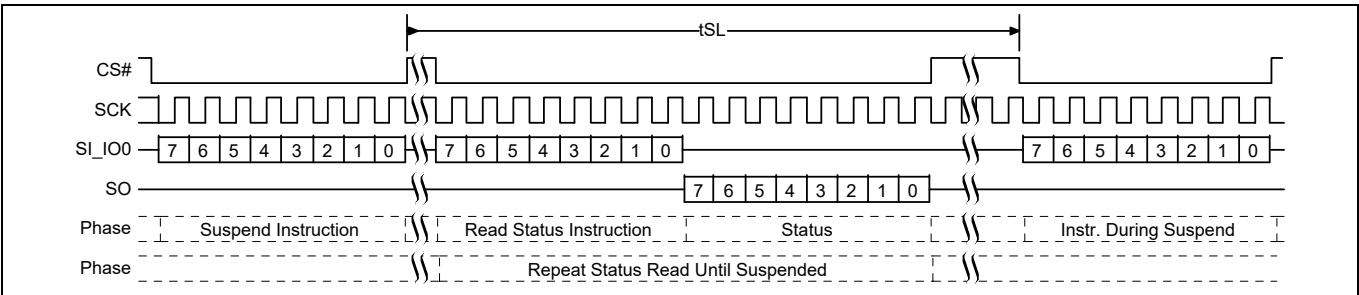 tSL
CS#
SCK
SI_IO0 7 6 5 4 3 2 1 0 7 6 5 4 3 2 1 0 7 6 5 4 3 2 1 0
SO 7 6 5 4 3 2 1 0
Phase Suspend Instruction Read Status Instruction Status Instr. During Suspend
Phase Repeat Status Read Until Suspended